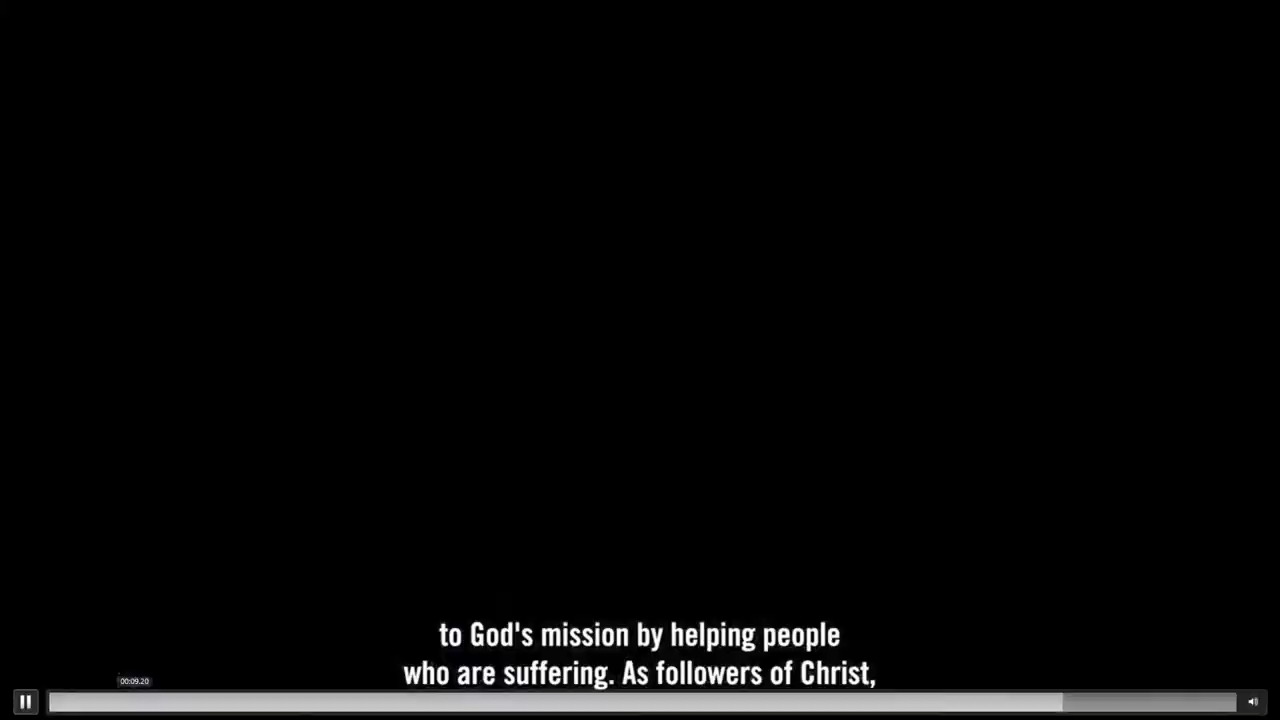 to God's mission by helping people
who are suffering. As followers of Christ,
00:09.20